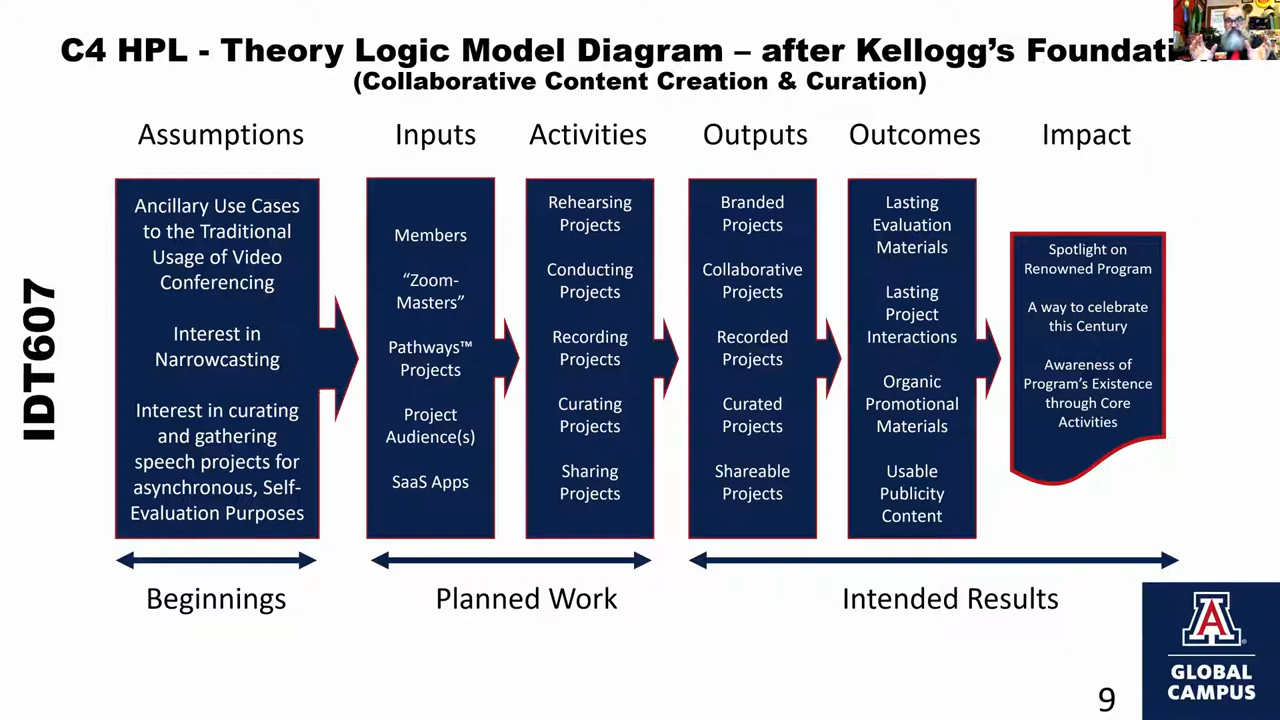 C4 HPL - Theory Logic Model Diagram – after Kellogg's
(Collaborative Content Creation & Curation)
Assumptions
Inputs
Activities
Outputs
Outcomes
Impact
IDT607
Ancillary Use Cases
to the Traditional
Usage of Video
Conferencing
Interest in
Narrowcasting
Interest in curating
and gathering
speech projects for
asynchronous, Self-
Evaluation Purposes
Members
“Zoom-
Masters”
Pathways™
Projects
Project
Audience(s)
SaaS Apps
Rehearsing
Projects
Conducting
Projects
Recording
Projects
Curating
Projects
Sharing
Projects
Branded
Projects
Collaborative
Projects
Recorded
Projects
Curated
Projects
Shareable
Projects
Lasting
Evaluation
Materials
Lasting
Project
Interactions
Organic
Promotional
Materials
Usable
Publicity
Content
Spotlight on
Renowned Program
A way to celebrate
this Century
Awareness of
Program's Existence
through Core
Activities
Beginnings
Planned Work
Intended Results
A
GLOBAL
CAMPUS
9